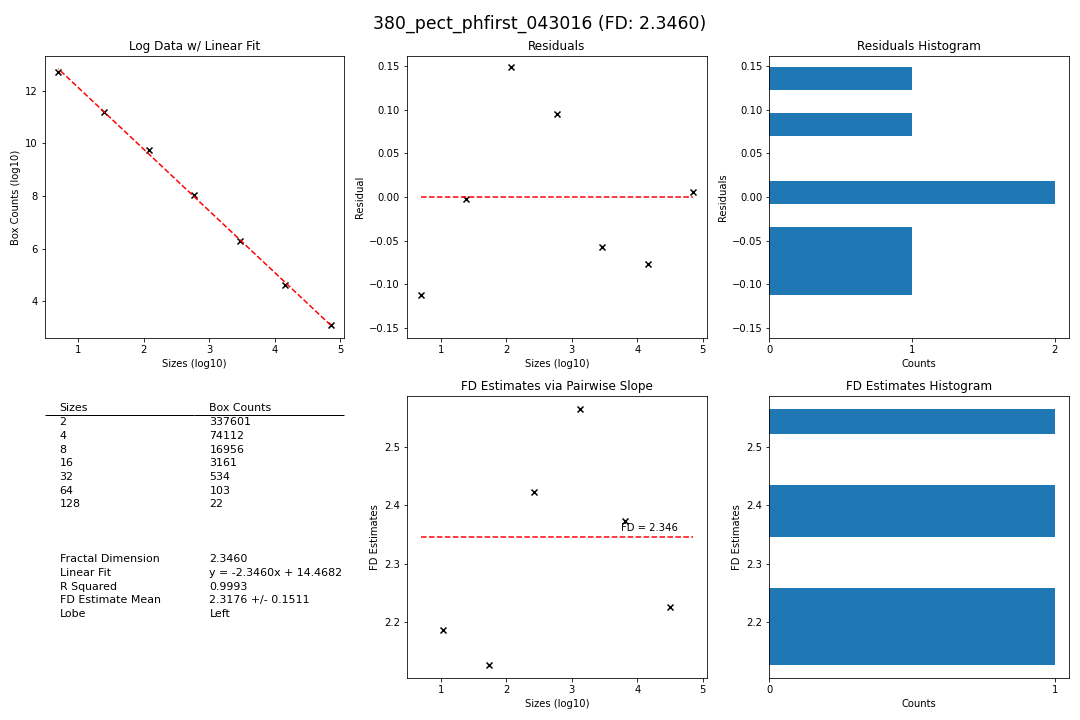 380_pect_phfirst_043016 (FD: 2.3460)
Log Data w/ Linear Fit
12
10
8
6
4
Box Counts (log10)
1 2 3 4 5
Sizes (log10)
Residuals
0.15
0.10
0.05
0.00
−0.05
−0.10
−0.15
Residual
1 2 3 4 5
Sizes (log10)
Residuals Histogram
0.15
0.10
0.05
0.00
−0.05
−0.10
−0.15
Residuals
0 1 2
Counts
Sizes Box Counts
2 337601
4 74112
8 16956
16 3161
32 534
64 103
128 22
Fractal Dimension 2.3460
Linear Fit y = -2.3460x + 14.4682
R Squared 0.9993
FD Estimate Mean 2.3176 +/- 0.1511
Lobe Left
FD Estimates via Pairwise Slope
2.5
2.4
2.3
2.2
FD Estimates
FD = 2.346
1 2 3 4 5
Sizes (log10)
FD Estimates Histogram
2.5
2.4
2.3
2.2
FD Estimates
0 1
Counts